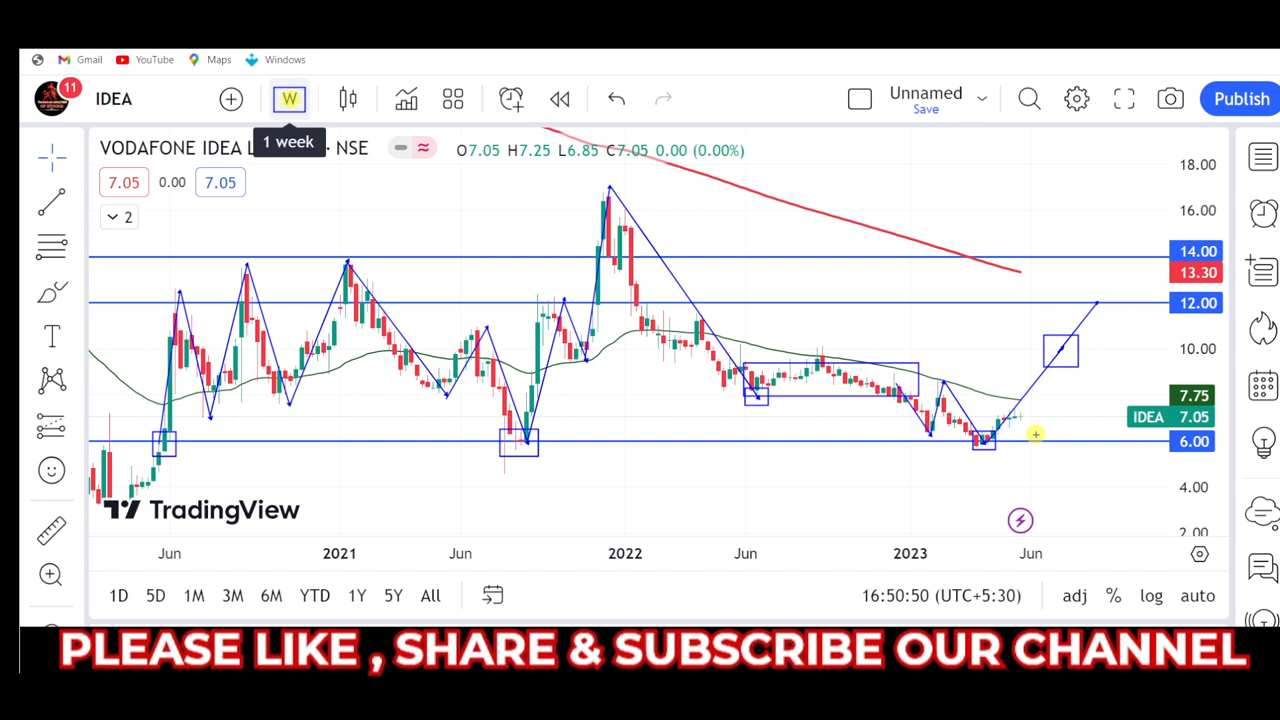 Gmail YouTube Maps Windows
11
IDEA W Unnamed Publish
Save
1 week
VODAFONE IDEA L · NSE O7.05 H7.25 L6.85 C7.05 0.00 (0.00%)
7.05 0.00 7.05
2
18.00
16.00
14.00
13.30
12.00
10.00
7.75
IDEA 7.05
6.00
4.00
2.00
TradingView
Jun 2021 Jun 2022 Jun 2023 Jun
1D 5D 1M 3M 6M YTD 1Y 5Y All 16:50:50 (UTC+5:30) adj % log auto
PLEASE LIKE , SHARE & SUBSCRIBE OUR CHANNEL